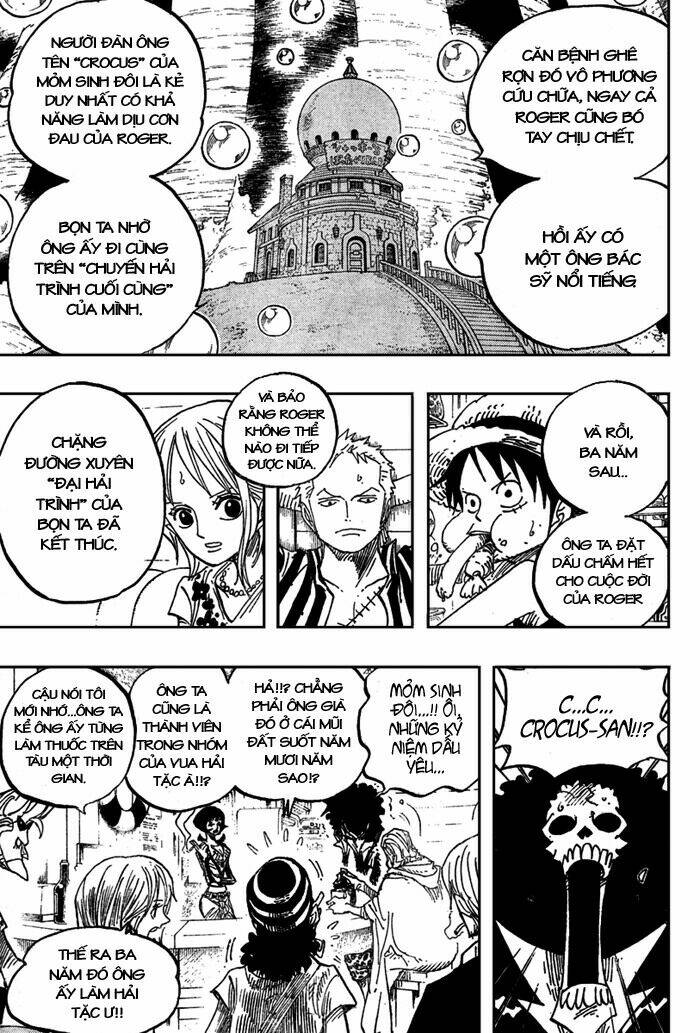 CĂN BỆNH GHÊ
RỢN ĐÓ VÔ PHƯƠNG
CỨU CHỮA, NGAY CẢ
ROGER CŨNG BÓ
TAY CHỊU CHẾT.
HỒI ẤY CÓ
MỘT ÔNG BÁC
SỸ NỔI TIẾNG.
NGƯỜI ĐÀN ÔNG
TÊN “CROCUS” CỦA
MỎM SINH ĐÔI LÀ KẺ
DUY NHẤT CÓ KHẢ
NĂNG LÀM DỊU CƠN
ĐAU CỦA ROGER.
BỌN TA NHỜ
ÔNG ẤY ĐI CÙNG
TRÊN “CHUYẾN HẢI
TRÌNH CUỐI CÙNG”
CỦA MÌNH.
VÀ RỒI,
BA NĂM
SAU...
ÔNG TA ĐẶT
DẤU CHẤM HẾT
CHO CUỘC ĐỜI
CỦA ROGER
VÀ BẢO
RẰNG ROGER
KHÔNG THỂ
NÀO ĐI TIẾP
ĐƯỢC NỮA.
CHẶNG
ĐƯỜNG XUYÊN
“ĐẠI HẢI
TRÌNH” CỦA
BỌN TA ĐÃ
KẾT THÚC.
C...C...
CROCUS-SAN!!?
MỎM SINH
ĐÔI...!! ÔI,
NHỮNG KỶ
NIỆM DẤU
YÊU...
HẢ!!? CHẲNG
PHẢI ÔNG GIÀ
ĐÓ Ở CÁI MŨI
ĐẤT SUỐT NĂM
MƯƠI NĂM
SAO!?
ÔNG TA
CŨNG LÀ
THÀNH VIÊN
TRONG NHÓM
CỦA VUA HẢI
TẶC À!!?
CẬU NÓI TÔI
MỚI NHỚ...ÔNG TA
KỂ ÔNG ẤY TỪNG
LÀM THUỐC TRÊN
TÀU MỘT THỜI
GIAN.
THẾ RA BA
NĂM ĐÓ ÔNG
ẤY LÀM HẢI
TẶC Ư!!